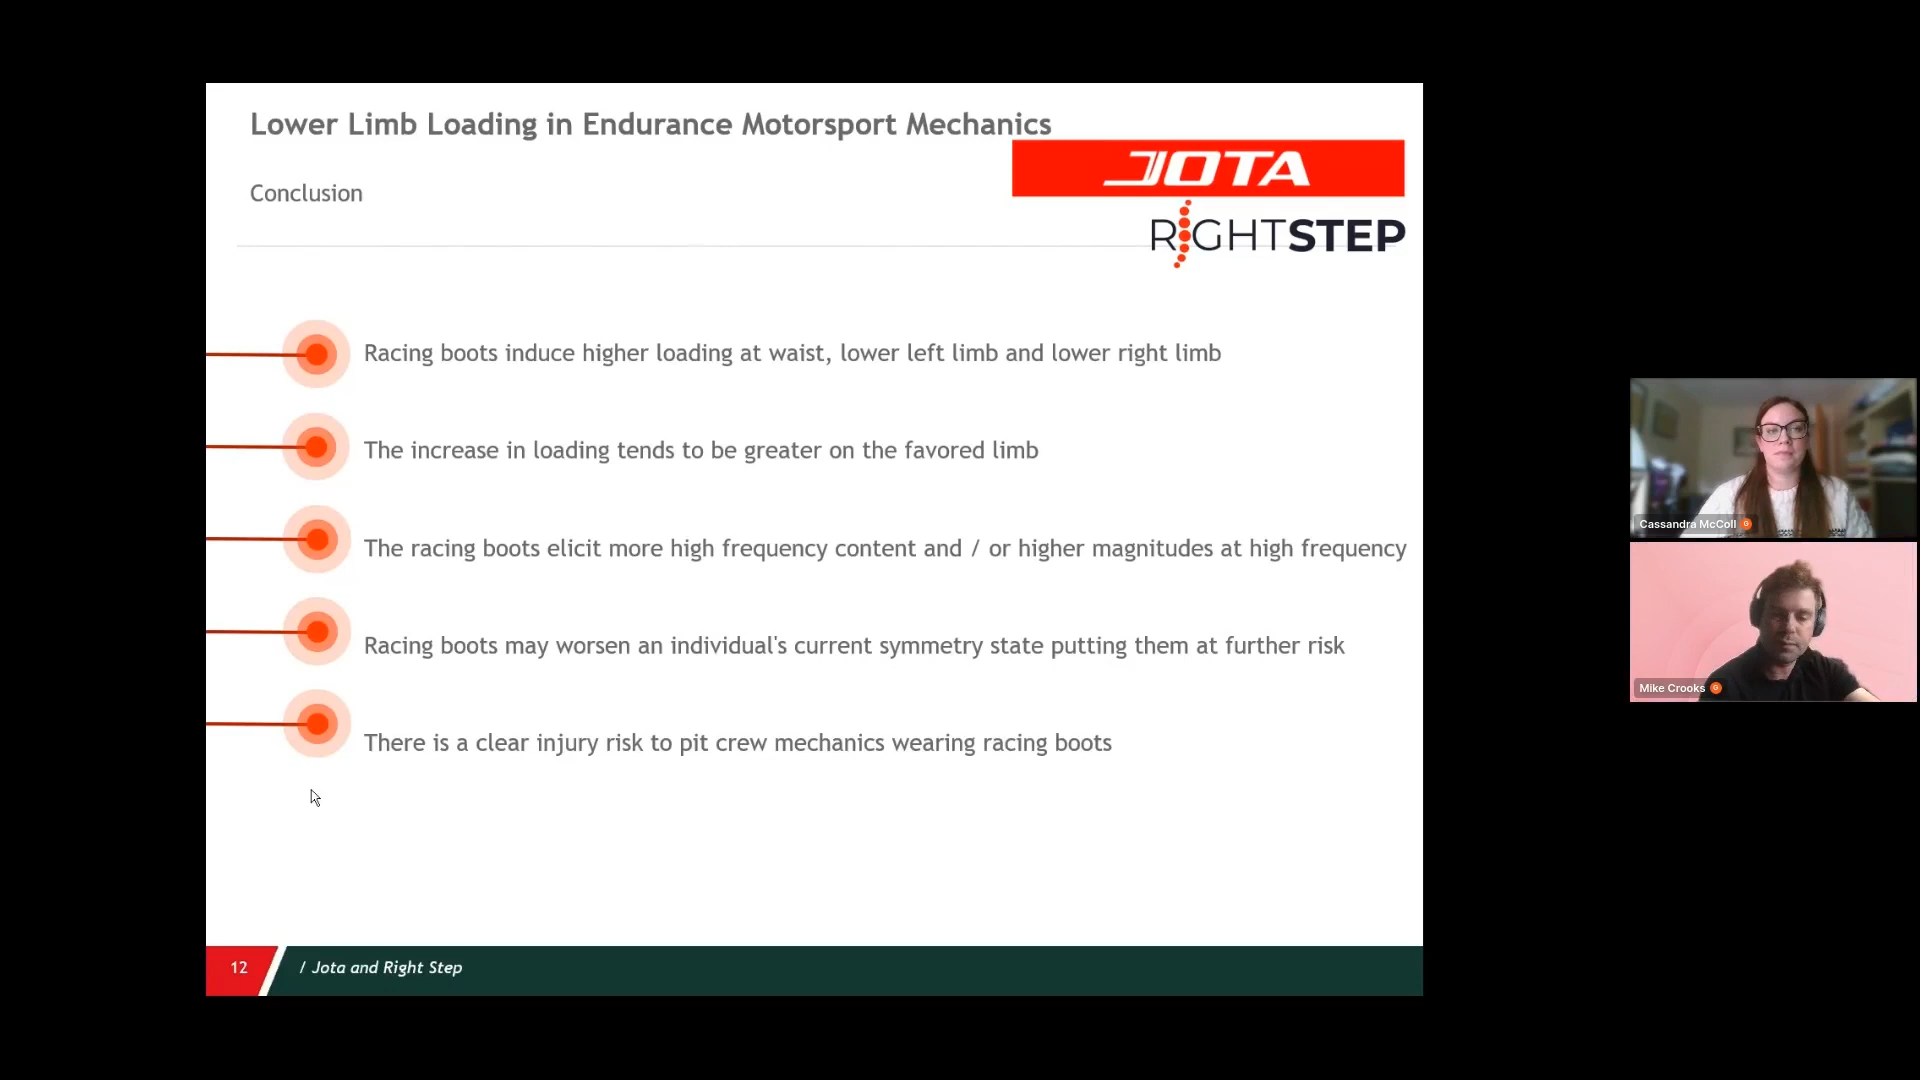 Lower Limb Loading in Endurance Motorsport Mechanics
JOTA
Conclusion
RIGHTSTEP
Racing boots induce higher loading at waist, lower left limb and lower right limb
The increase in loading tends to be greater on the favored limb
The racing boots elicit more high frequency content and / or higher magnitudes at high frequency
Racing boots may worsen an individual's current symmetry state putting them at further risk
There is a clear injury risk to pit crew mechanics wearing racing boots
12
/ Jota and Right Step
Cassandra McColl
Mike Crooks